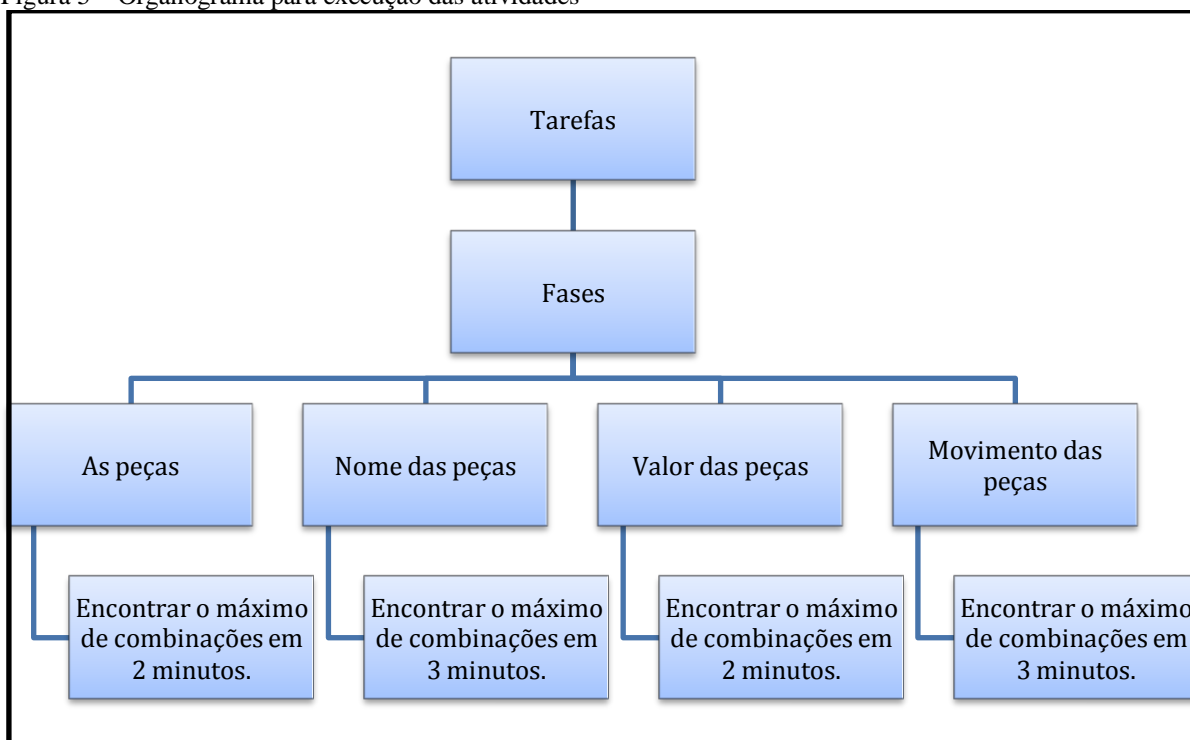 Figura 3 – Organograma para execução das atividades
Tarefas
Fases
As peças
Nome das peças
Valor das peças
Movimento das
peças
Encontrar o máximo
de combinações em
2 minutos.
Encontrar o máximo
de combinações em
3 minutos.
Encontrar o máximo
de combinações em
2 minutos.
Encontrar o máximo
de combinações em
3 minutos.